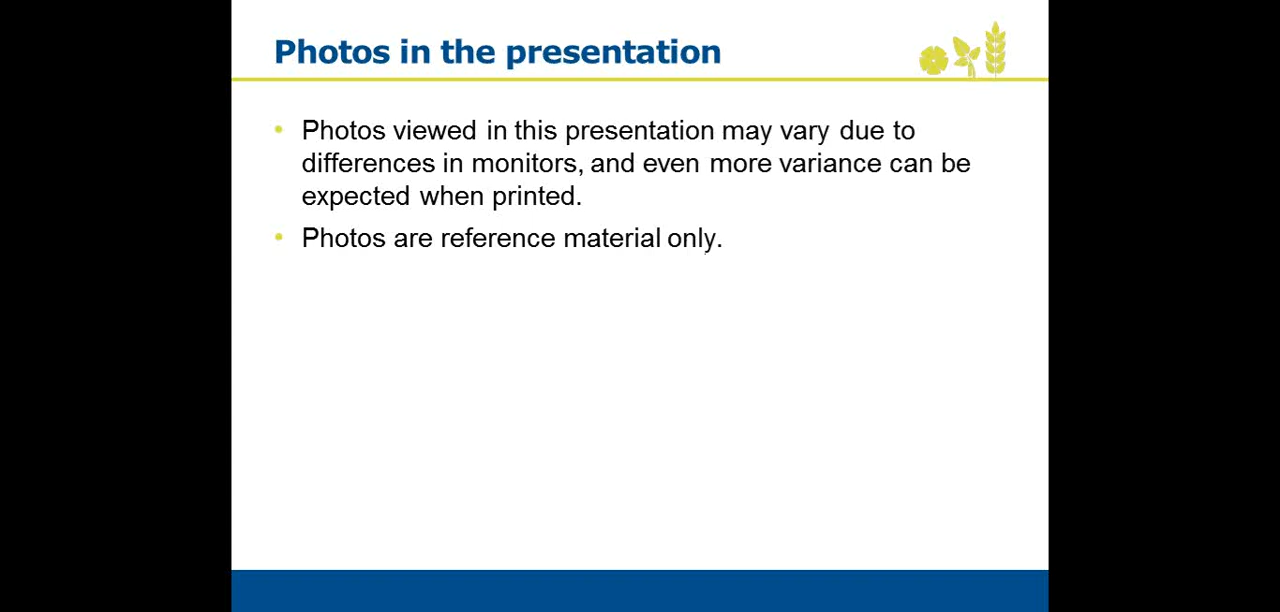 Photos in the presentation
• Photos viewed in this presentation may vary due to
differences in monitors, and even more variance can be
expected when printed.
• Photos are reference material only.